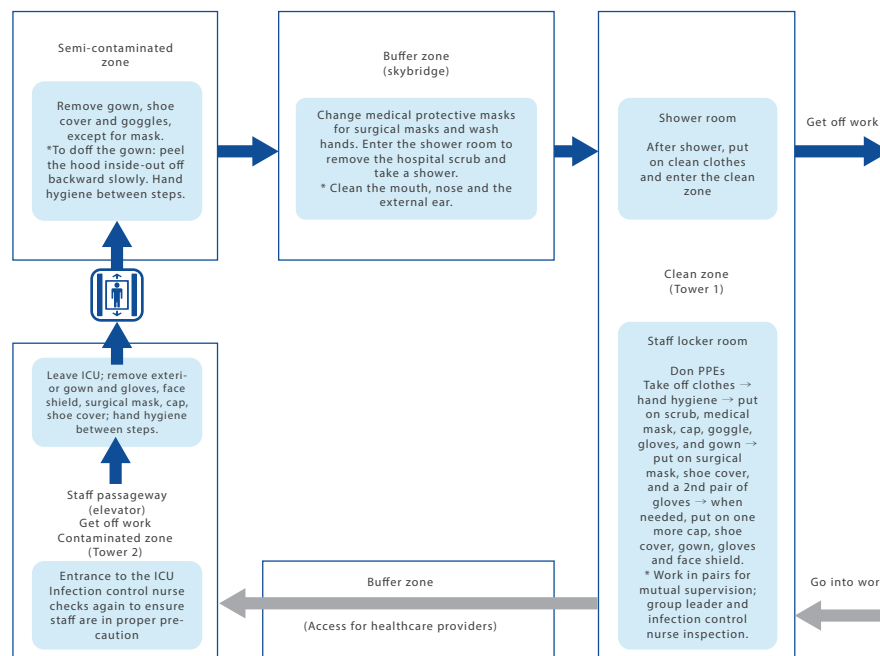 Semi-contaminated
zone
Remove gown, shoe
cover and goggles,
except for mask.
*To doff the gown: peel
the hood inside-out off
backward slowly. Hand
hygiene between steps.
Buffer zone
(skybridge)
Change medical protective masks
for surgical masks and wash
hands. Enter the shower room to
remove the hospital scrub and
take a shower.
* Clean the mouth, nose and the
external ear.
Shower room
After shower, put
on clean clothes
and enter the clean
zone
Get off work
Clean zone
(Tower 1)
Staff locker room
Don PPEs
Take off clothes →
hand hygiene → put
on scrub, medical
mask, cap, goggle,
gloves, and gown →
put on surgical
mask, shoe cover,
and a 2nd pair of
gloves → when
needed, put on one
more cap, shoe
cover, gown, gloves
and face shield.
* Work in pairs for
mutual supervision;
group leader and
infection control
nurse inspection.
Go into wor
Leave ICU; remove exteri-
or gown and gloves, face
shield, surgical mask, cap,
shoe cover; hand hygiene
between steps.
Staff passageway
(elevator)
Get off work
Contaminated zone
(Tower 2)
Entrance to the ICU
Infection control nurse
checks again to ensure
staff are in proper pre-
caution
Buffer zone
(Access for healthcare providers)